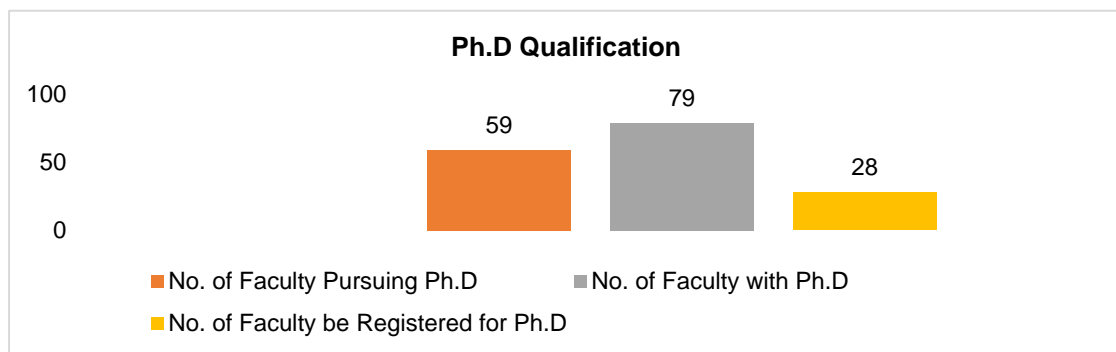 Ph.D Qualification
100
50
0
59
79
28
No. of Faculty Pursuing Ph.D
No. of Faculty with Ph.D
No. of Faculty be Registered for Ph.D